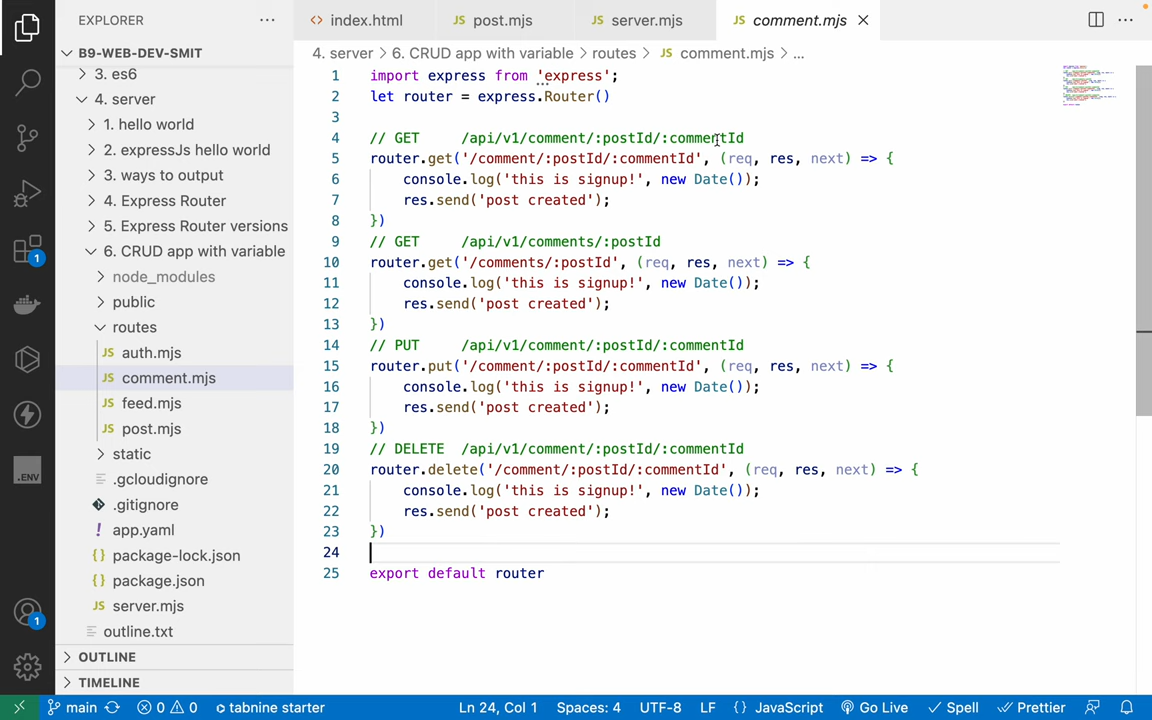 EXPLORER
B9-WEB-DEV-SMIT
3. es6
4. server
1. hello world
2. expressJs hello world
3. ways to output
4. Express Router
5. Express Router versions
6. CRUD app with variable
node_modules
public
routes
JS auth.mjs
JS comment.mjs
JS feed.mjs
JS post.mjs
static
.gcloudignore
.gitignore
! app.yaml
{} package-lock.json
{} package.json
JS server.mjs
outline.txt
OUTLINE
TIMELINE
1
.ENV
1
<> index.html
JS post.mjs
JS server.mjs
JS comment.mjs
4. server > 6. CRUD app with variable > routes > JS comment.mjs > ...
1 import express from 'express';
2 let router = express.Router()
3
4 // GET     /api/v1/comment/:postId/:commentId
5 router.get('/comment/:postId/:commentId', (req, res, next) => {
6     console.log('this is signup!', new Date());
7     res.send('post created');
8 })
9 // GET     /api/v1/comments/:postId
10 router.get('/comments/:postId', (req, res, next) => {
11     console.log('this is signup!', new Date());
12     res.send('post created');
13 })
14 // PUT     /api/v1/comment/:postId/:commentId
15 router.put('/comment/:postId/:commentId', (req, res, next) => {
16     console.log('this is signup!', new Date());
17     res.send('post created');
18 })
19 // DELETE  /api/v1/comment/:postId/:commentId
20 router.delete('/comment/:postId/:commentId', (req, res, next) => {
21     console.log('this is signup!', new Date());
22     res.send('post created');
23 })
24
25 export default router
main 0 0 tabnine starter Ln 24, Col 1 Spaces: 4 UTF-8 LF {} JavaScript Go Live Spell Prettier